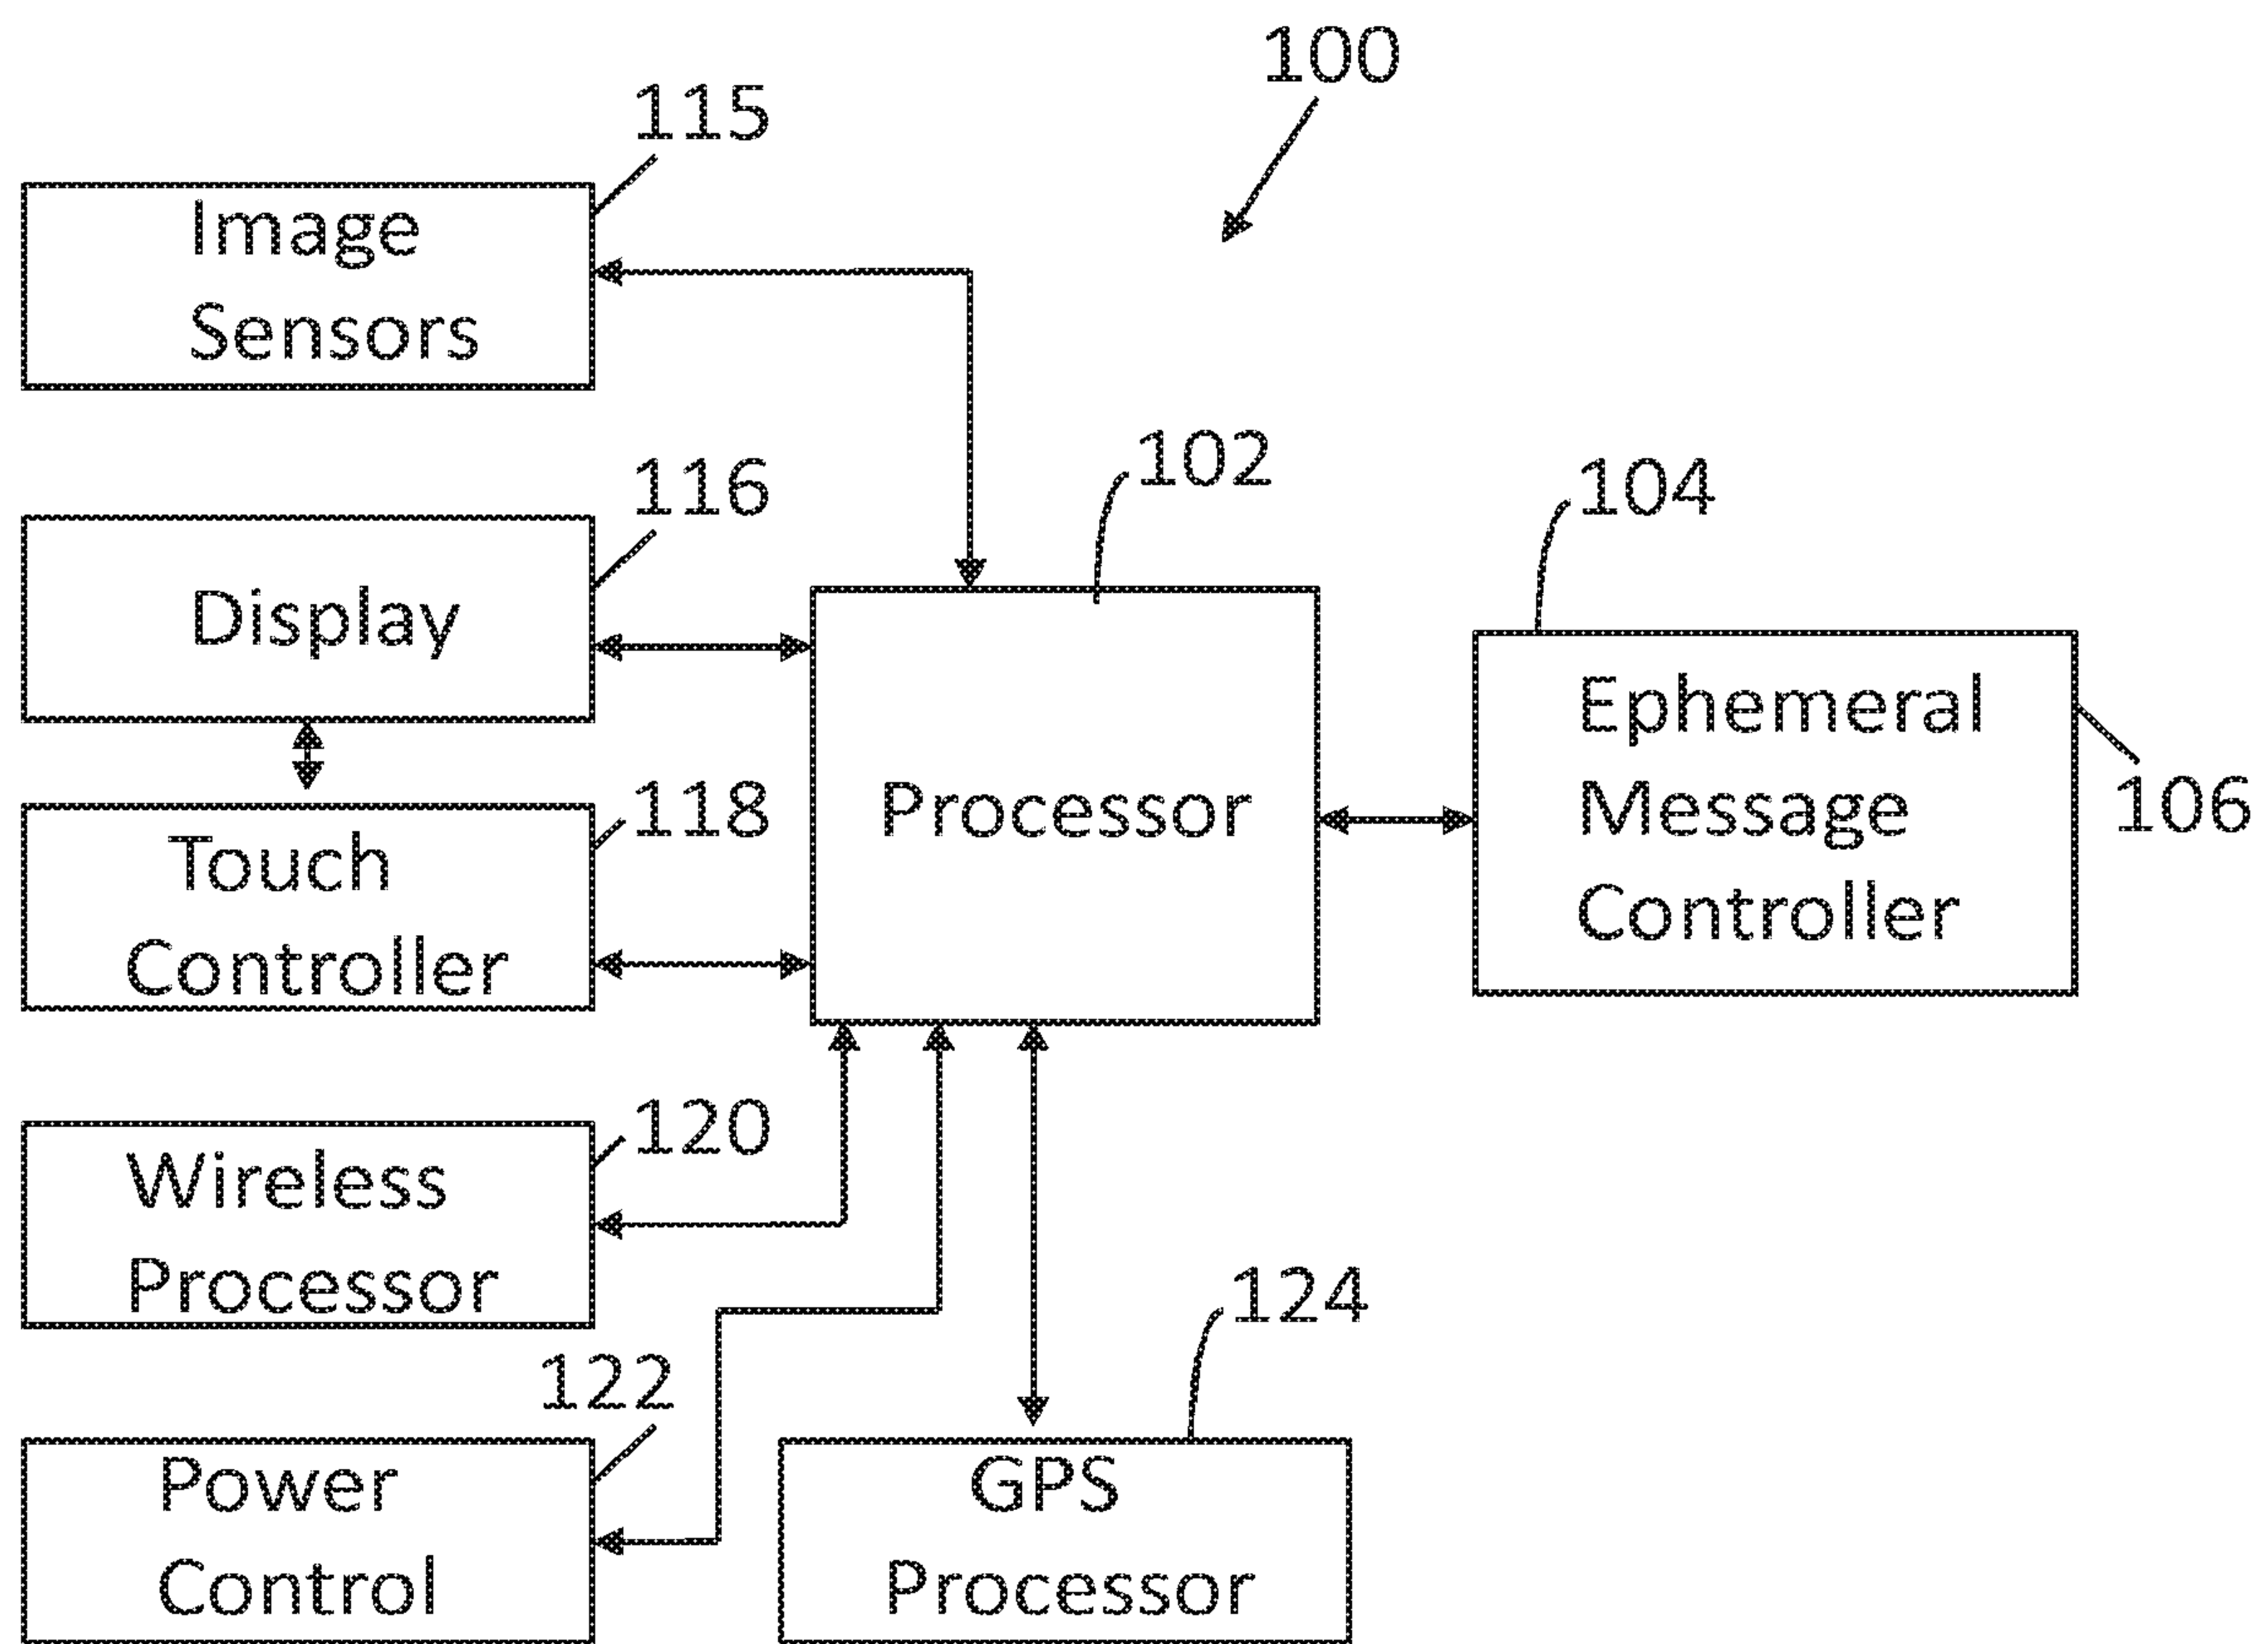 100
115
Image
Sensors
102
116
104
Display
Ephemeral
Message
Controller
Processor
118
106
Touch
Controller
120
Wireless
Processor
124
122
Power
Control
GPS
Processor